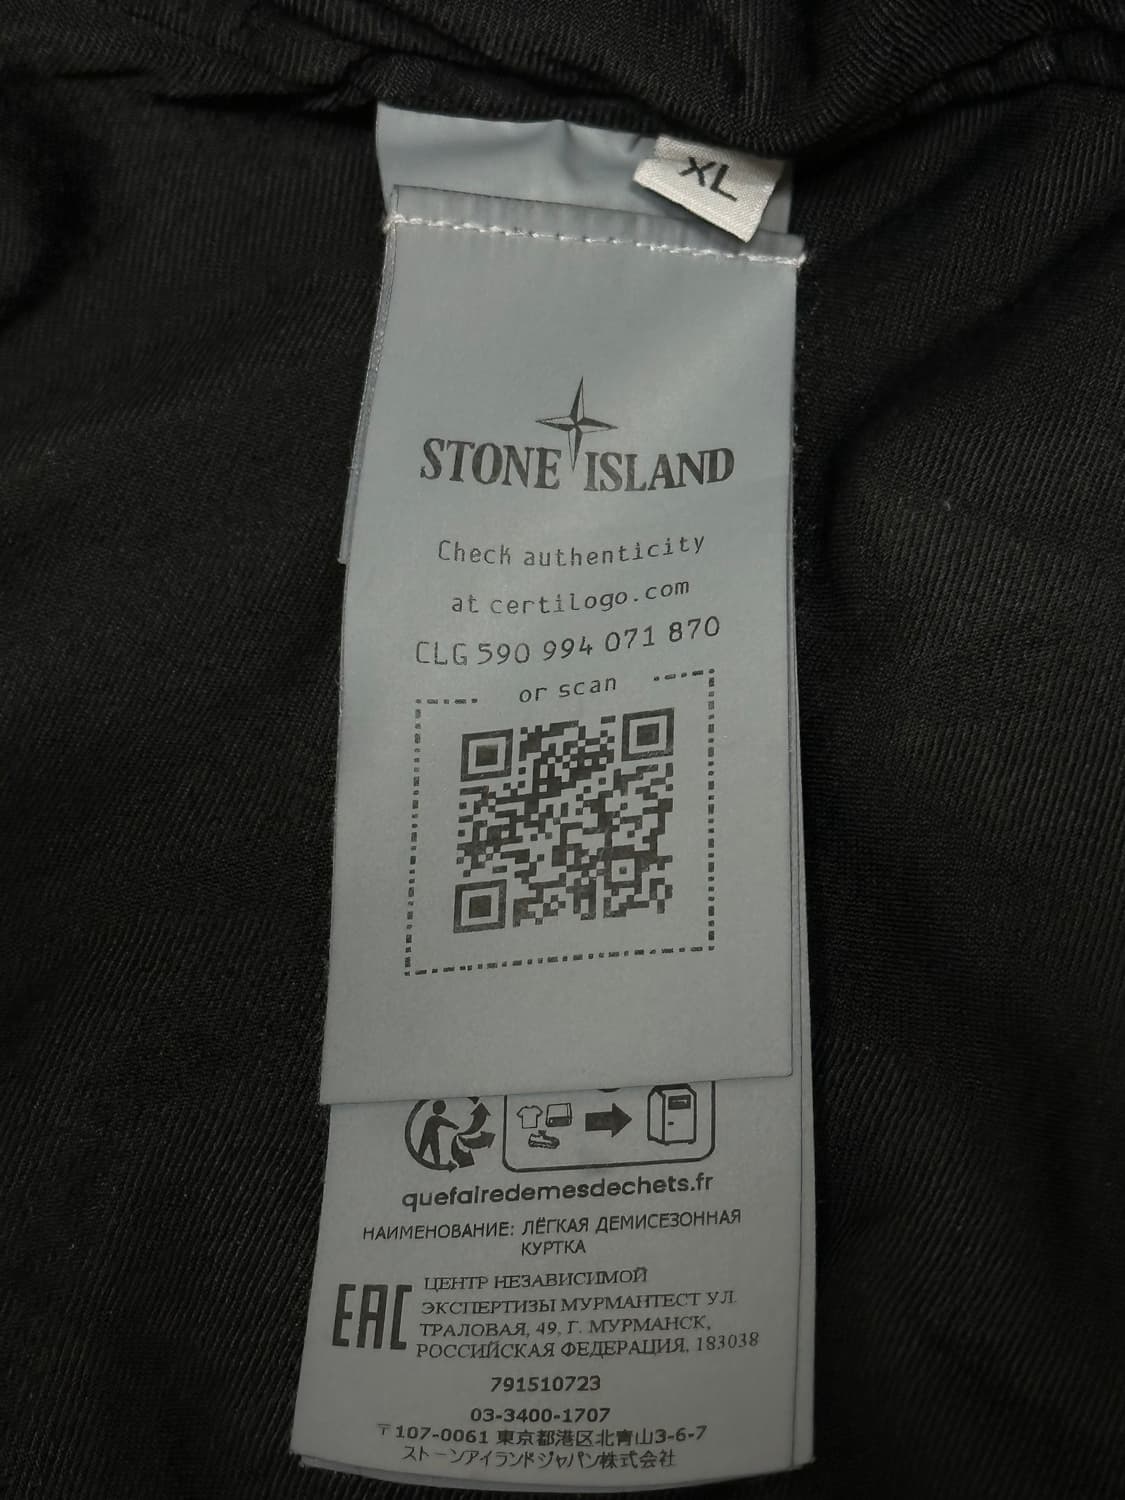 XL
STONE ISLAND
Check authenticity
at certilogo.com
CLG 590 994 071 870
or scan
quefairedemesdechets.fr
НАИМЕНОВАНИЕ: ЛЁГКАЯ ДЕМИСЕЗОННАЯ
КУРТКА
EAC
ЦЕНТР НЕЗАВИСИМОЙ
ЭКСПЕРТИЗЫ МУРМАНТЕСТ УЛ.
ТРАЛОВАЯ, 49, Г. МУРМАНСК,
РОССИЙСКАЯ ФЕДЕРАЦИЯ, 183038
791510723
03-3400-1707
〒107-0061 東京都港区北青山3-6-7
ストーンアイランドジャパン株式会社